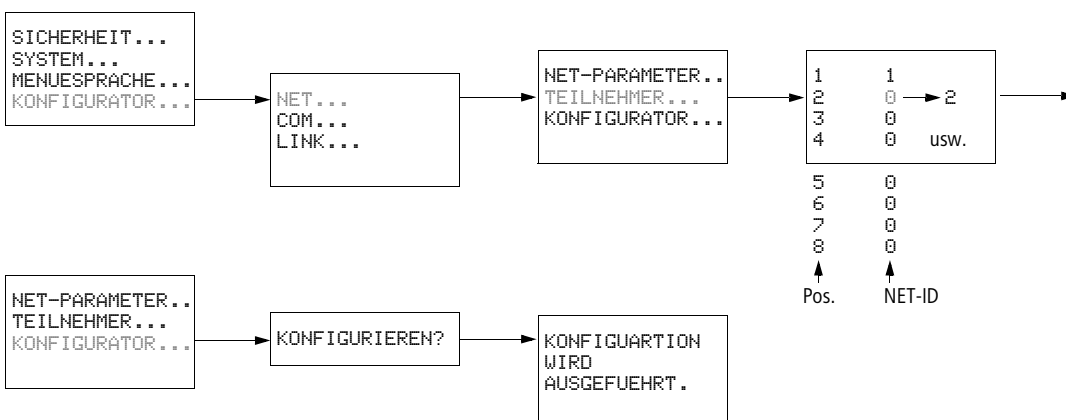 SICHERHEIT...
SYSTEM...
MENUESPRACHE...
KONFIGURATOR...
NET...
COM...
LINK...
NET-PARAMETER..
TEILNEHMER...
KONFIGURATOR...
1 1
2 0 2
3 0
4 0 usw.
5 0
6 0
7 0
8 0
Pos. NET-ID
NET-PARAMETER..
TEILNEHMER...
KONFIGURATOR...
KONFIGURIEREN?
KONFIGUARTION
WIRD
AUSGEFUEHRT.